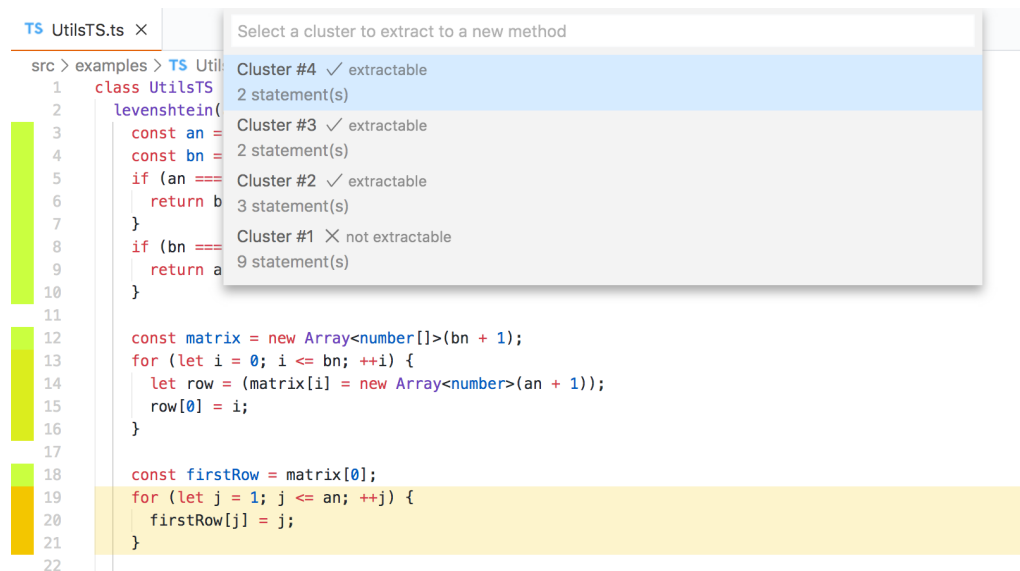 TS UtilsTS.ts ×
Select a cluster to extract to a new method
src > examples > TS Util
Cluster #4 ✓ extractable
2 statement(s)
Cluster #3 ✓ extractable
2 statement(s)
Cluster #2 ✓ extractable
3 statement(s)
Cluster #1 ✕ not extractable
9 statement(s)
1 class UtilsTS
2 levenshtein(
3 const an =
4 const bn =
5 if (an ===
6 return b
7 }
8 if (bn ===
9 return a
10 }
11
12 const matrix = new Array<number[]>(bn + 1);
13 for (let i = 0; i <= bn; ++i) {
14 let row = (matrix[i] = new Array<number>(an + 1));
15 row[0] = i;
16 }
17
18 const firstRow = matrix[0];
19 for (let j = 1; j <= an; ++j) {
20 firstRow[j] = j;
21 }
22